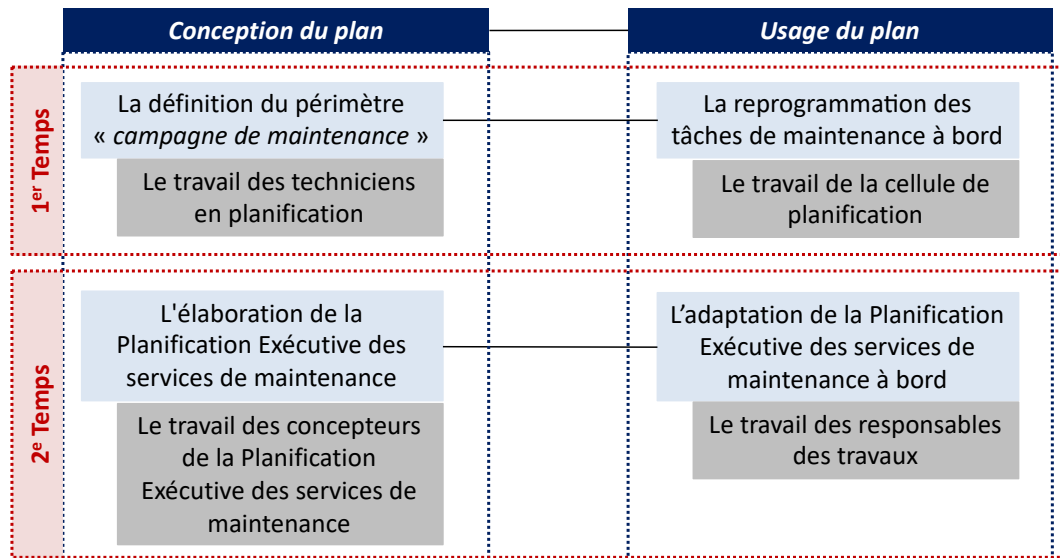 Conception du plan
Usage du plan
1er Temps
La définition du périmètre
« campagne de maintenance »
Le travail des techniciens
en planification
La reprogrammation des
tâches de maintenance à bord
Le travail de la cellule de
planification
2e Temps
L'élaboration de la
Planification Exécutive des
services de maintenance
Le travail des concepteurs
de la Planification
Exécutive des services de
maintenance
L’adaptation de la Planification
Exécutive des services de
maintenance à bord
Le travail des responsables
des travaux